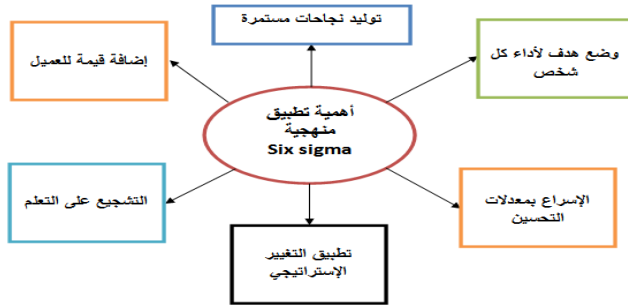 توليد نجاحات مستمرة
وضع هدف لأداء كل
شخص
إضافة قيمة للعميل
أهمية تطبيق
منهجية
Six sigma
الإسراع بمعدلات
التحسين
التشجيع على التعلم
تطبيق التغيير
الإستراتيجي